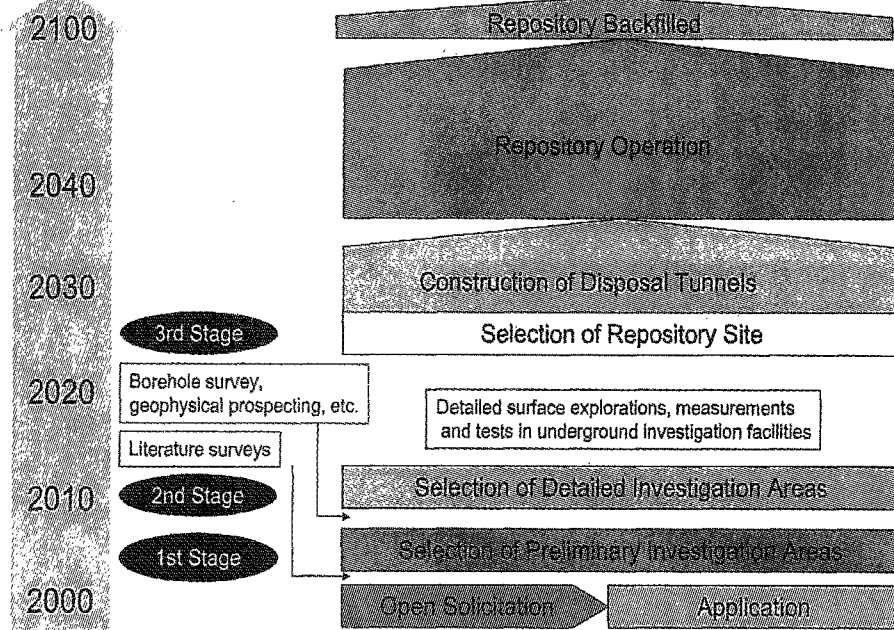 2100
Repository Backfilled
Repository Operation
2040
2030
Construction of Disposal Tunnels
3rd Stage
Selection of Repository Site
2020
Borehole survey,
geophysical prospecting, etc.
Detailed surface explorations, measurements
and tests in underground investigation facilities
Literature surveys
2nd Stage
Selection of Detailed Investigation Areas
2010
1st Stage
Selection of Preliminary Investigation Areas
2000
Open Solicitation
Application